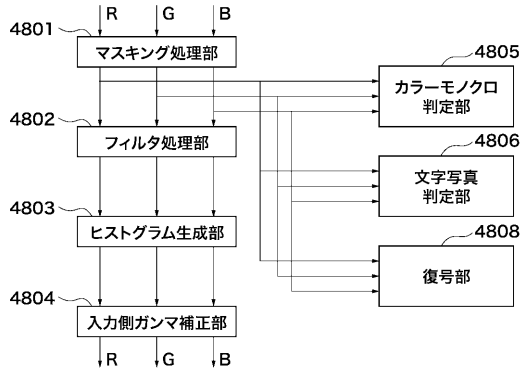 R G B
4801
マスキング処理部
4805
カラーモノクロ
判定部
4802
フィルタ処理部
4806
文字写真
判定部
4803
ヒストグラム生成部
4808
復号部
4804
入力側ガンマ補正部
R G B